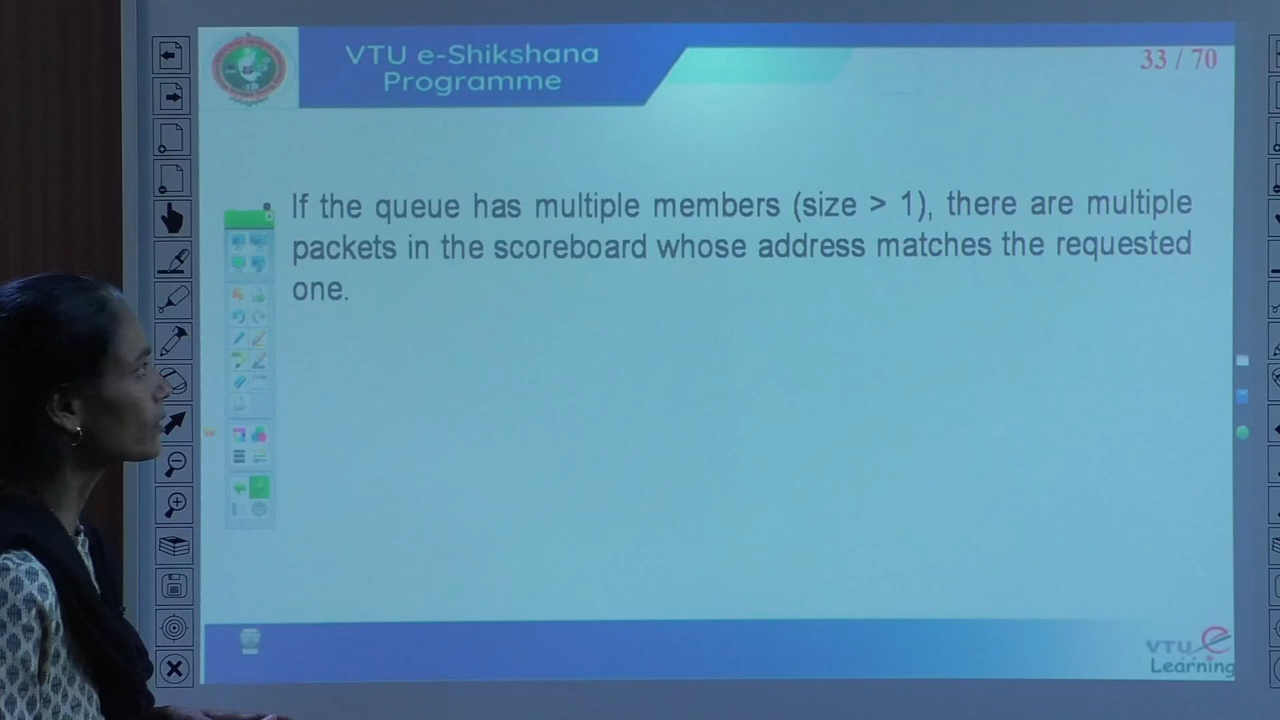 VTU e-Shikshana
Programme
33 / 70
If the queue has multiple members (size > 1), there are multiple
packets in the scoreboard whose address matches the requested
one.
VTU e
Learning